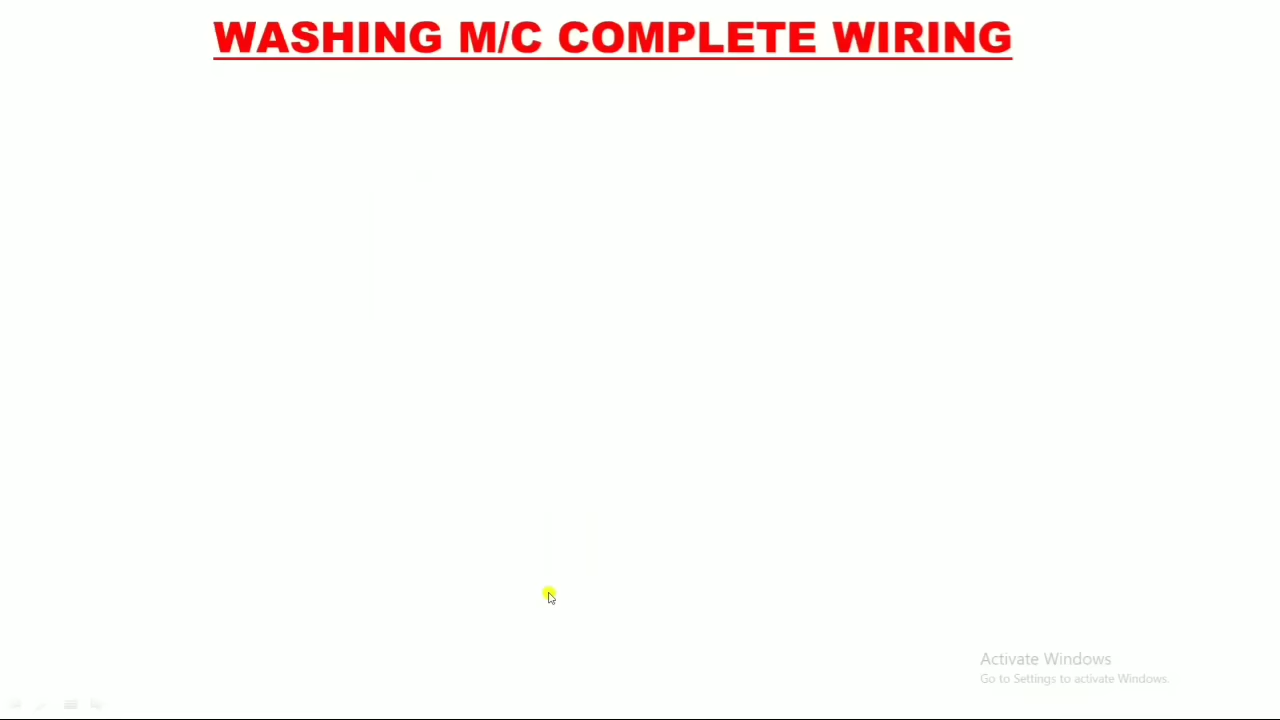 WASHING M/C COMPLETE WIRING
Activate Windows
Go to Settings to activate Windows.